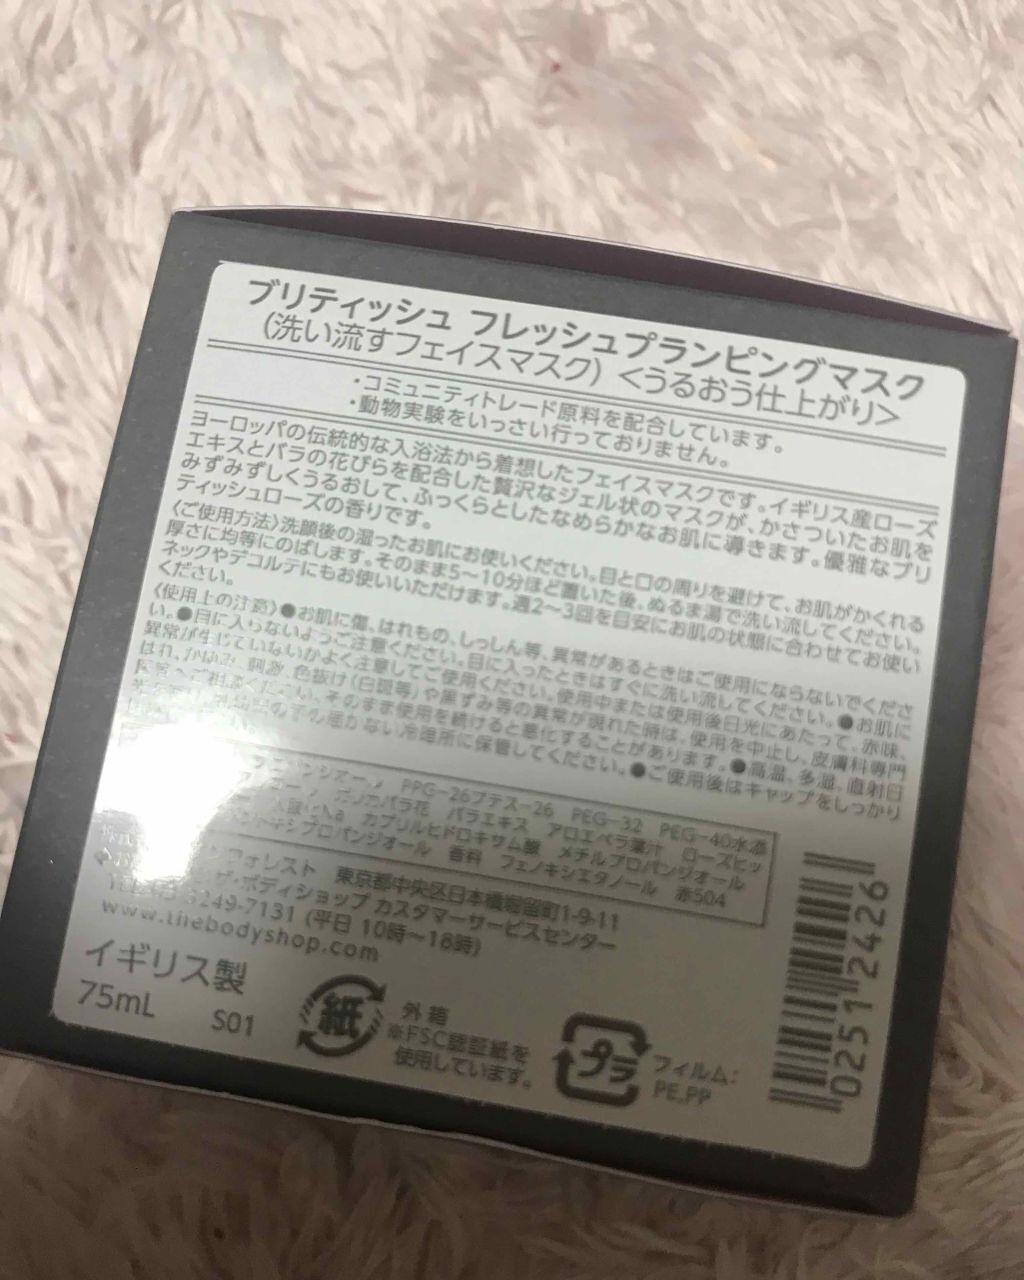 ブリティッシュ フレッシュプランピングマスク
(洗い流すフェイスマスク) <うるおう仕上がり>
・コミュニティトレード原料を配合しています。
・動物実験をいっさい行っておりません。
ヨーロッパの伝統的な入浴法から着想したフェイスマスクです。イギリス産ローズ
エキスとバラの花びらを配合した贅沢なジェル状のマスクが、かさついたお肌を
みずみずしくうるおして、ふっくらとしたなめらかなお肌に導きます。優雅なブリ
ティッシュローズの香りです。
〈ご使用方法〉洗顔後の湿ったお肌にお使いください。目と口の周りを避けて、お肌がかくれる
厚さに均等にのばします。そのまま5~10分ほど置いた後、ぬるま湯で洗い流してください。
ネックやデコルテにもお使いいただけます。週2~3回を目安にお肌の状態に合わせてお使い
ください。
〈使用上の注意〉●お肌に傷、はれもの、しっしん等、異常があるときはご使用にならないでくださ
い。●目に入らないようご注意ください。目に入ったときはすぐに洗い流してください。●お肌に
異常が生じていないかよく注意してご使用ください。使用中または使用後日光にあたって、赤味、
はれ、かゆみ、刺激、色抜け(白斑等)や黒ずみ等の異常が現れた時は、使用を中止し、皮膚科専門
医等へご相談ください。そのまま使用を続けると悪化することがあります。●高温、多湿、直射日
の手の届かない冷暗所に保管してください。●ご使用後はキャップをしっかり
PPG-26ブテス-26 PEG-32 PEG-40水添
バラ花 バラエキス アロエベラ葉汁 ローズヒッ
カプリルヒドロキサム酸 メチルプロパンジオール
プロパンジオール 香料 フェノキシエタノール 赤504
ンフォレスト 東京都中央区日本橋堀留町1-9-11
ザ・ボディショップ カスタマーサービスセンター
5249-7131 (平日 10時~18時)
www.thebodyshop.com
イギリス製
75mL S01
紙
外箱
※FSC認証紙を
使用しています。
プラ
フィルム:
PE,PP
02512426